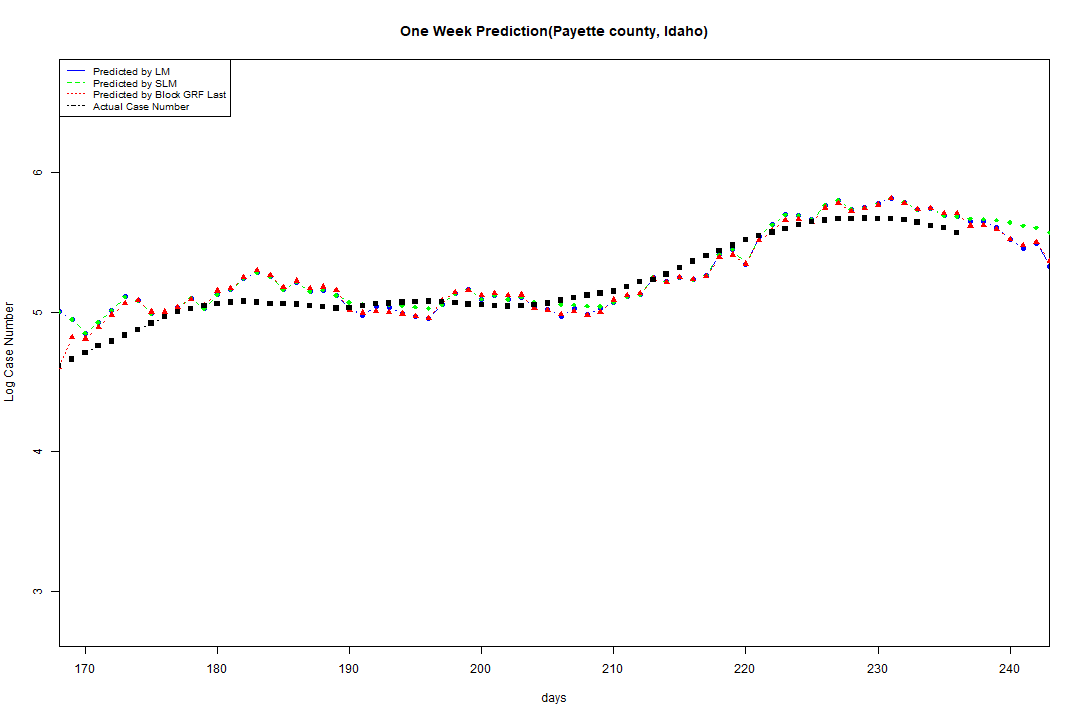 One Week Prediction(Payette county, Idaho)
Predicted by LM
Predicted by SLM
Predicted by Block GRF Last
Actual Case Number
6
5
4
3
Log Case Number
170 180 190 200 210 220 230 240
days